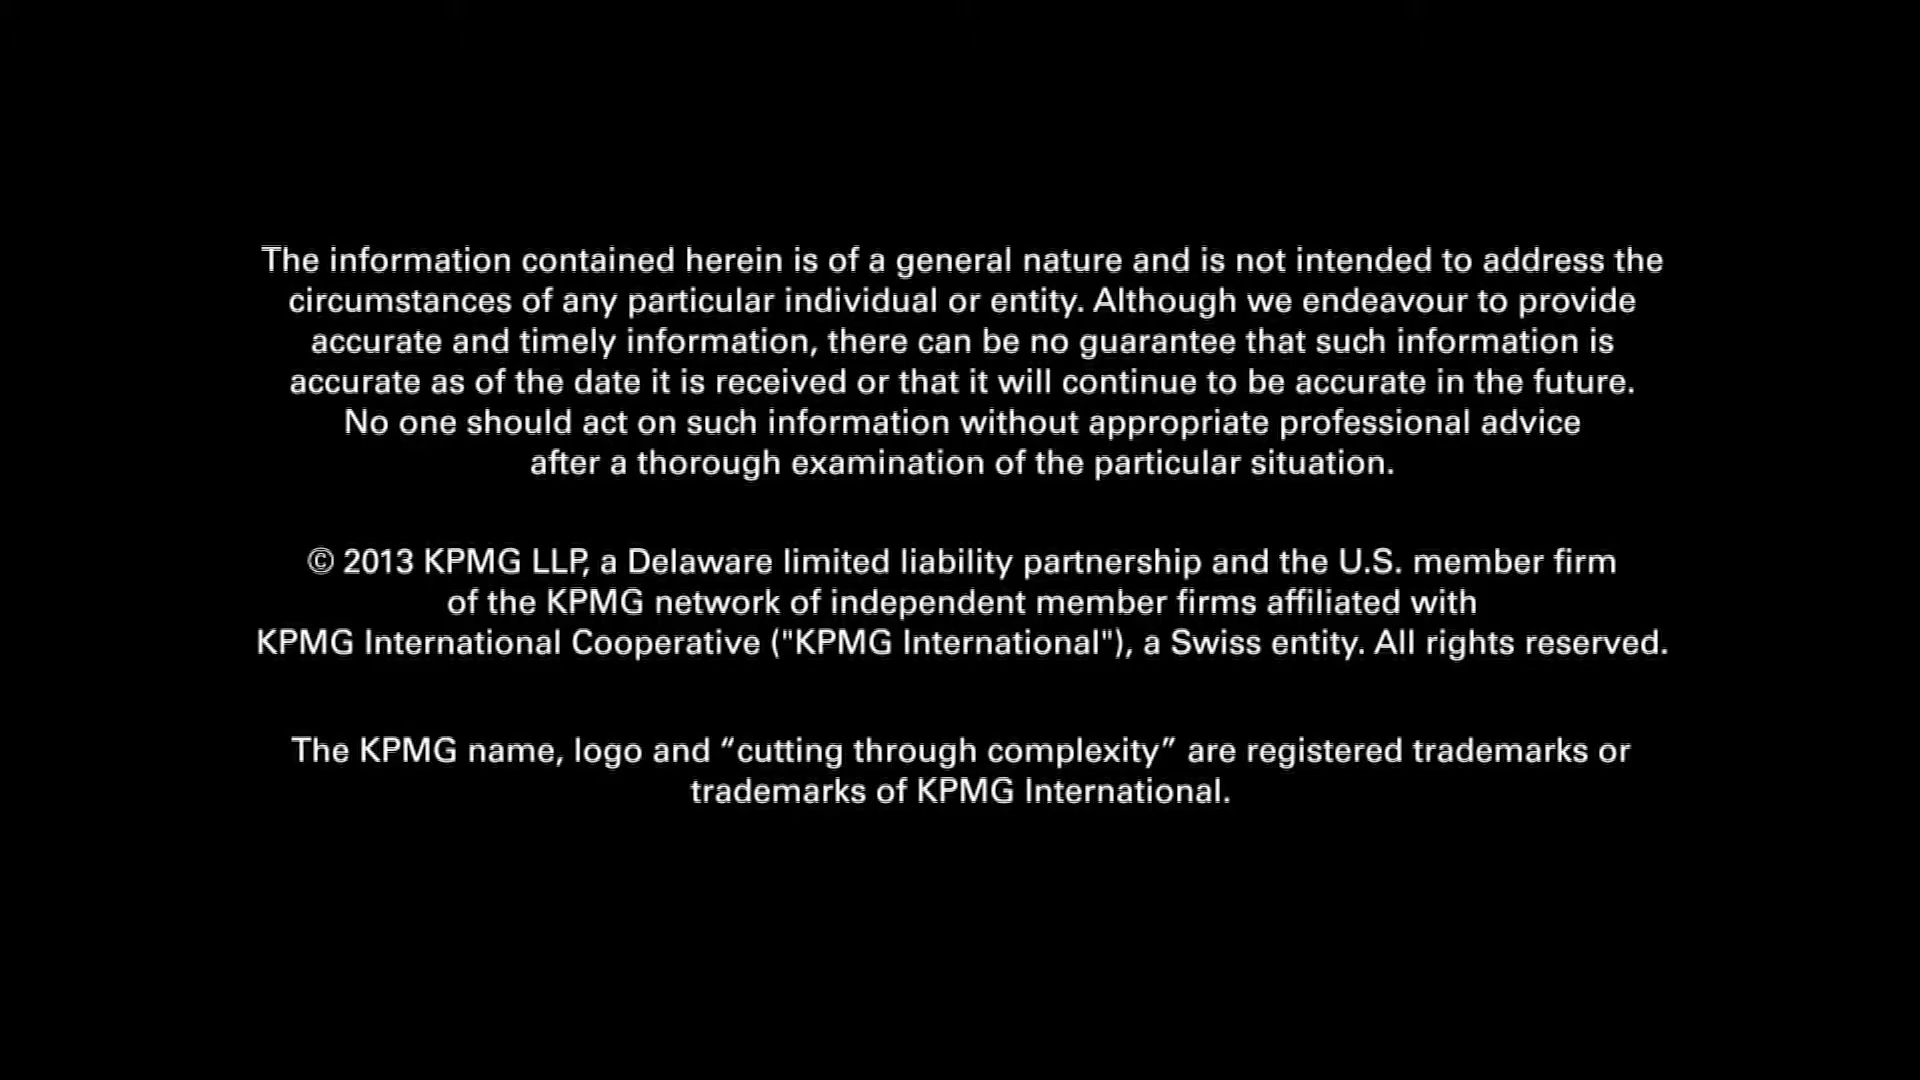 The information contained herein is of a general nature and is not intended to address the
circumstances of any particular individual or entity. Although we endeavour to provide
accurate and timely information, there can be no guarantee that such information is
accurate as of the date it is received or that it will continue to be accurate in the future.
No one should act on such information without appropriate professional advice
after a thorough examination of the particular situation.
© 2013 KPMG LLP, a Delaware limited liability partnership and the U.S. member firm
of the KPMG network of independent member firms affiliated with
KPMG International Cooperative ("KPMG International"), a Swiss entity. All rights reserved.
The KPMG name, logo and “cutting through complexity” are registered trademarks or
trademarks of KPMG International.